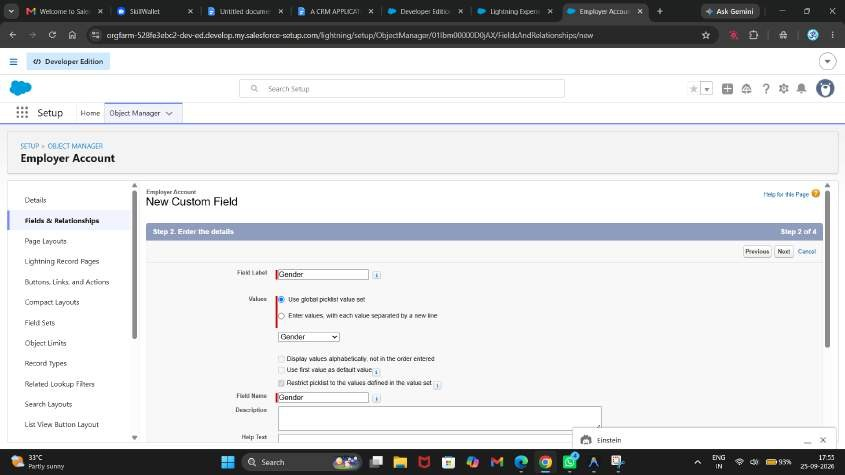 Welcome to Sales
SkillWallet
Untitled documen
A CRM APPLICAT
Developer Edition
Lightning Experie
Employer Accoun
Ask Gemini
orgfarm-528fe3ebc2-dev-ed.develop.my.salesforce-setup.com/lightning/setup/ObjectManager/01Ibm00000D0jAX/FieldsAndRelationships/new
Developer Edition
Search Setup
Setup
Home
Object Manager
SETUP > OBJECT MANAGER
Employer Account
Details
Fields & Relationships
Page Layouts
Lightning Record Pages
Buttons, Links, and Actions
Compact Layouts
Field Sets
Object Limits
Record Types
Related Lookup Filters
Search Layouts
List View Button Layout
Employer Account
New Custom Field
Help for this Page
Step 2. Enter the details
Step 2 of 4
Previous
Next
Cancel
Field Label
Gender
Values
Use global picklist value set
Enter values, with each value separated by a new line
Gender
Display values alphabetically, not in the order entered
Use first value as default value
Restrict picklist to the values defined in the value set
Field Name
Gender
Description
Help Text
Einstein
33°C
Partly sunny
Search
4
ENG
IN
93%
17:55
25-09-2026